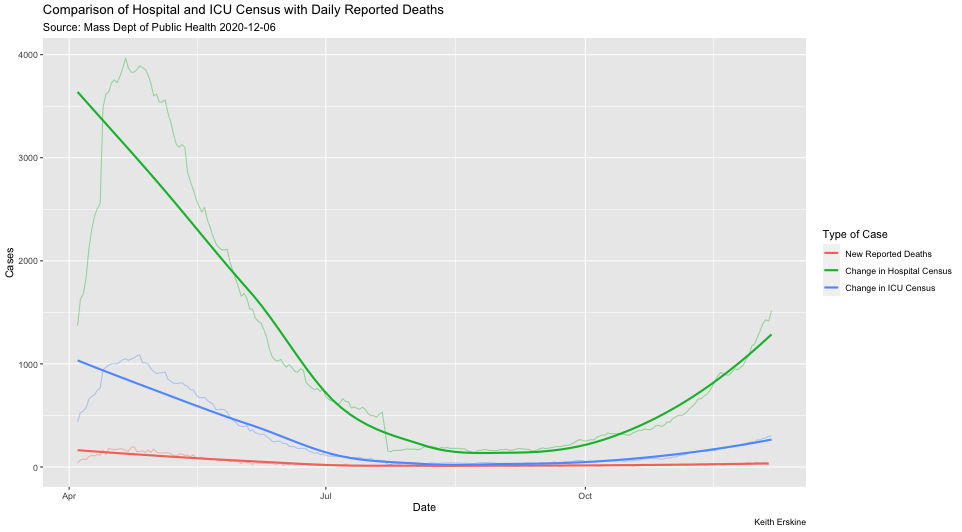 Comparison of Hospital and ICU Census with Daily Reported Deaths
Source: Mass Dept of Public Health 2020-12-06
4000
3000
2000
1000
0
Cases
Apr
Jul
Oct
Date
Type of Case
New Reported Deaths
Change in Hospital Census
Change in ICU Census
Keith Erskine